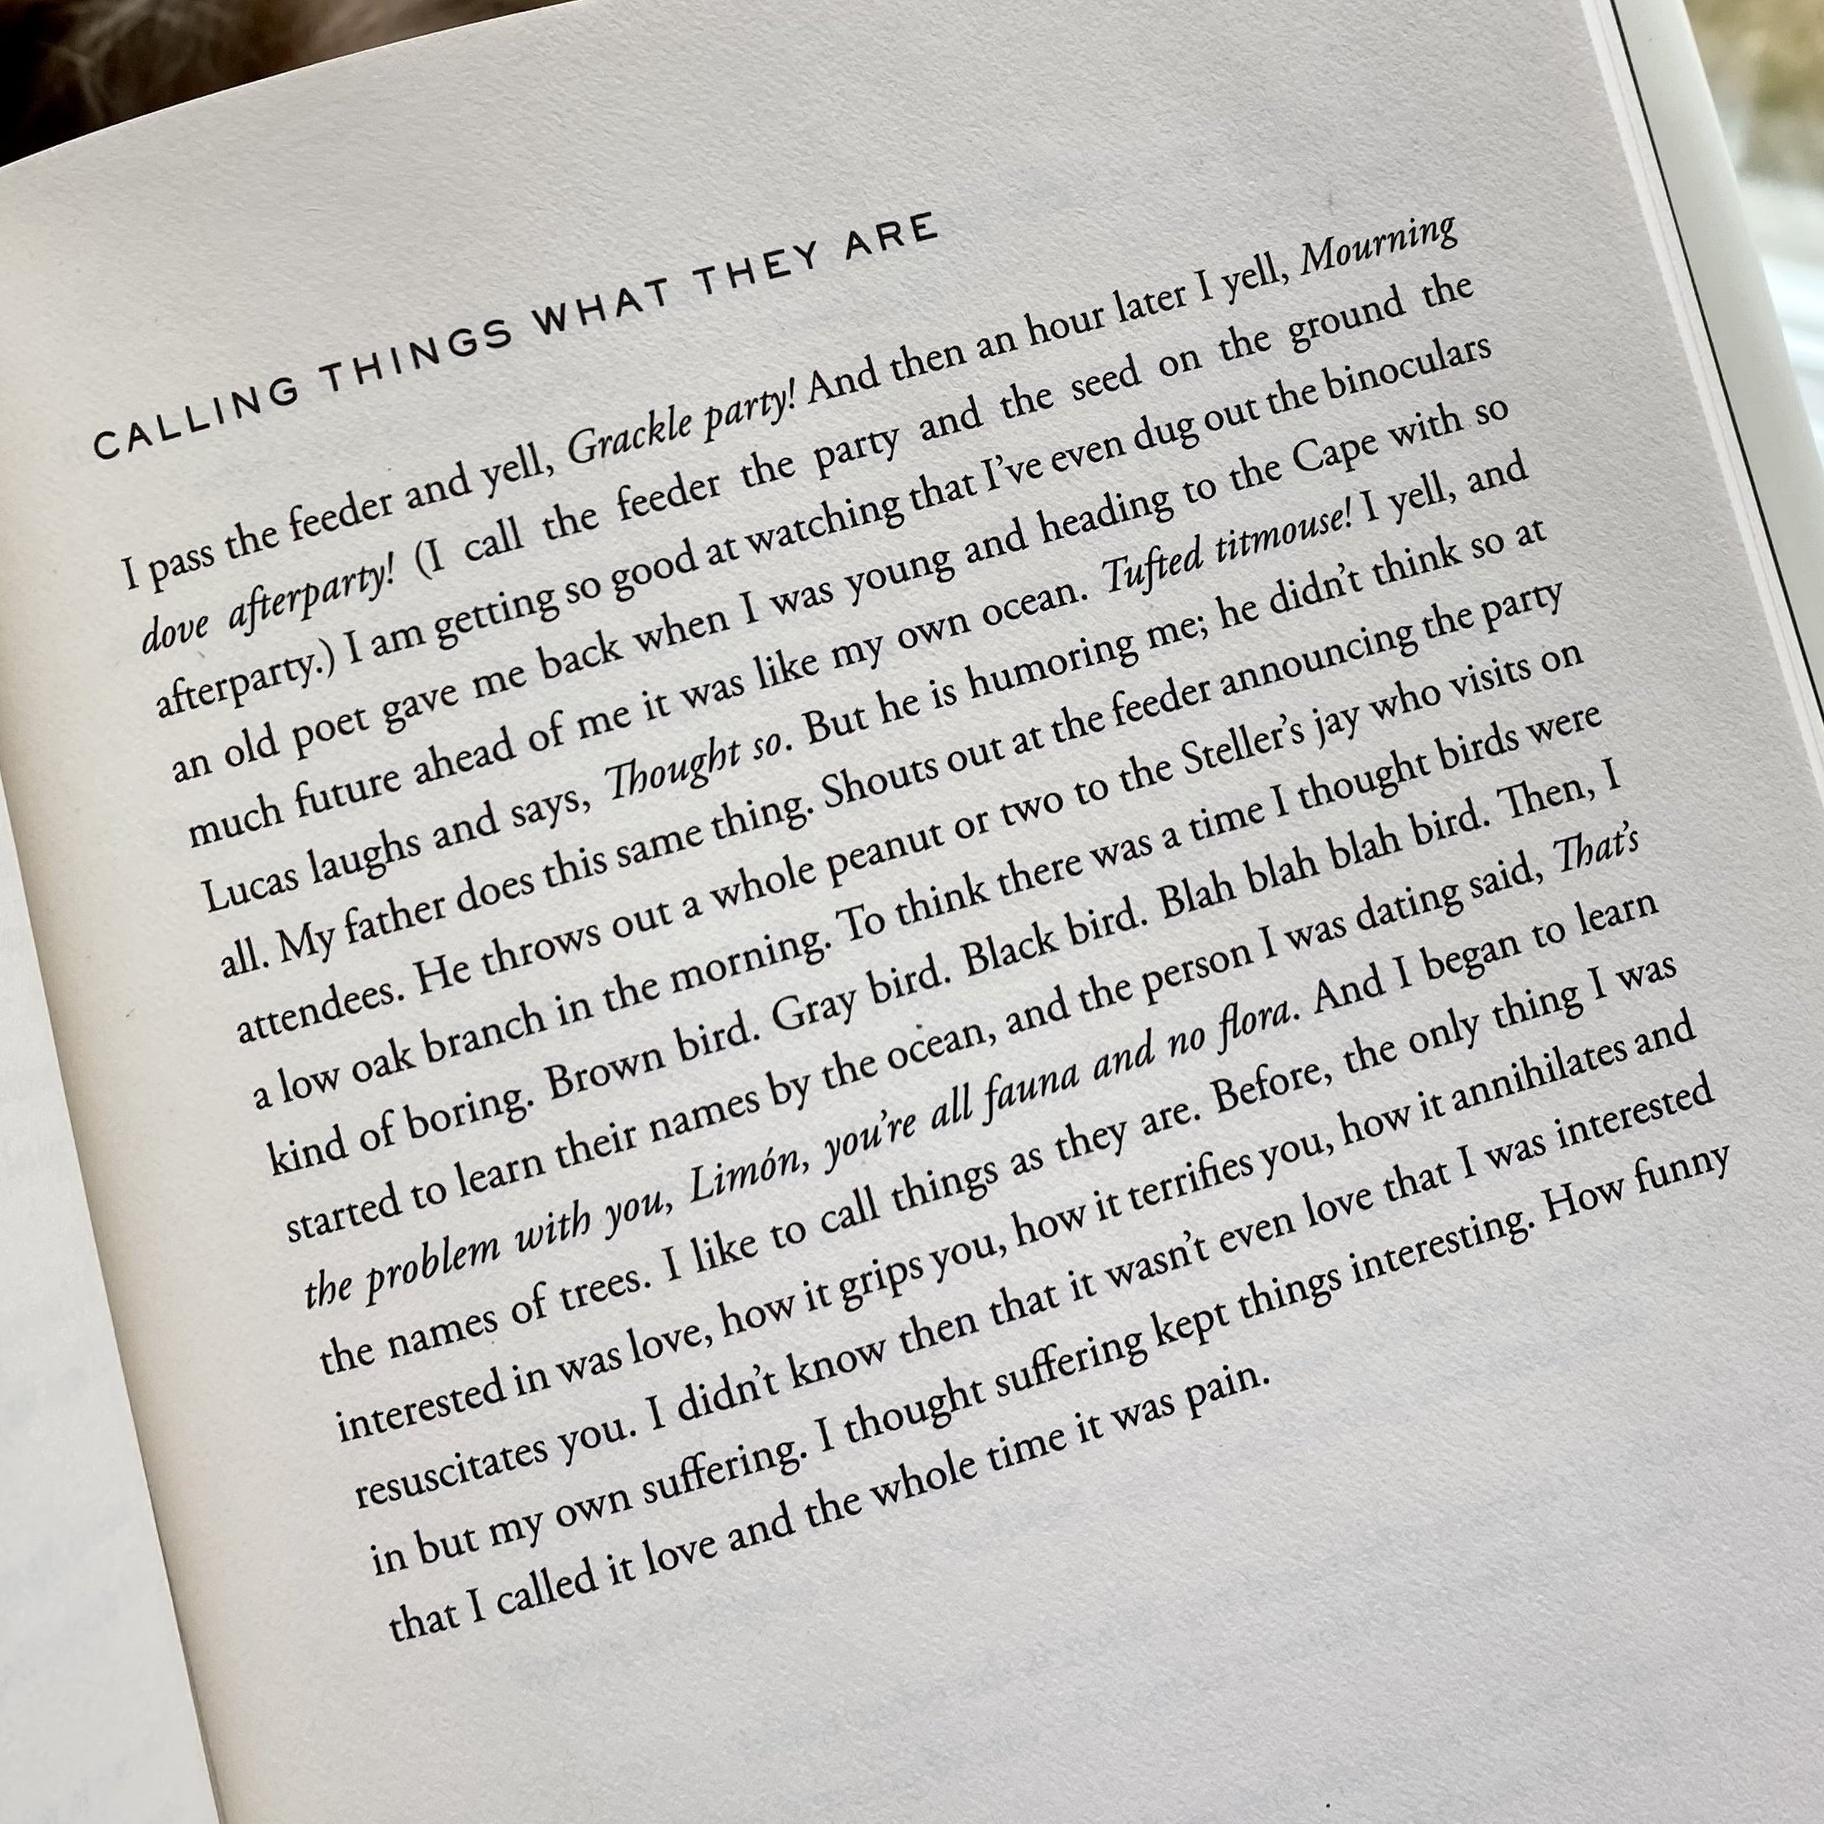 CALLING THINGS WHAT THEY ARE
I pass the feeder and yell, Grackle party! And then an hour later I yell, Mourning
dove afterparty! (I call the feeder the party and the seed on the ground the
afterparty.) I am getting so good at watching that I've even dug out the binoculars
an old poet gave me back when I was young and heading to the Cape with so
much future ahead of me it was like my own ocean. Tufted titmouse! I yell, and
Lucas laughs and says, Thought so. But he is humoring me; he didn't think so at
all. My father does this same thing. Shouts out at the feeder announcing the party
attendees. He throws out a whole peanut or two to the Steller's jay who visits on
a low oak branch in the morning. To think there was a time I thought birds were
kind of boring. Brown bird. Gray bird. Black bird. Blah blah blah bird. Then, I
started to learn their names by the ocean, and the person I was dating said, That's
the problem with you, Limón, you're all fauna and no flora. And I began to learn
the names of trees. I like to call things as they are. Before, the only thing I was
interested in was love, how it grips you, how it terrifies you, how it annihilates and
resuscitates you. I didn't know then that it wasn't even love that I was interested
in but my own suffering. I thought suffering kept things interesting. How funny
that I called it love and the whole time it was pain.